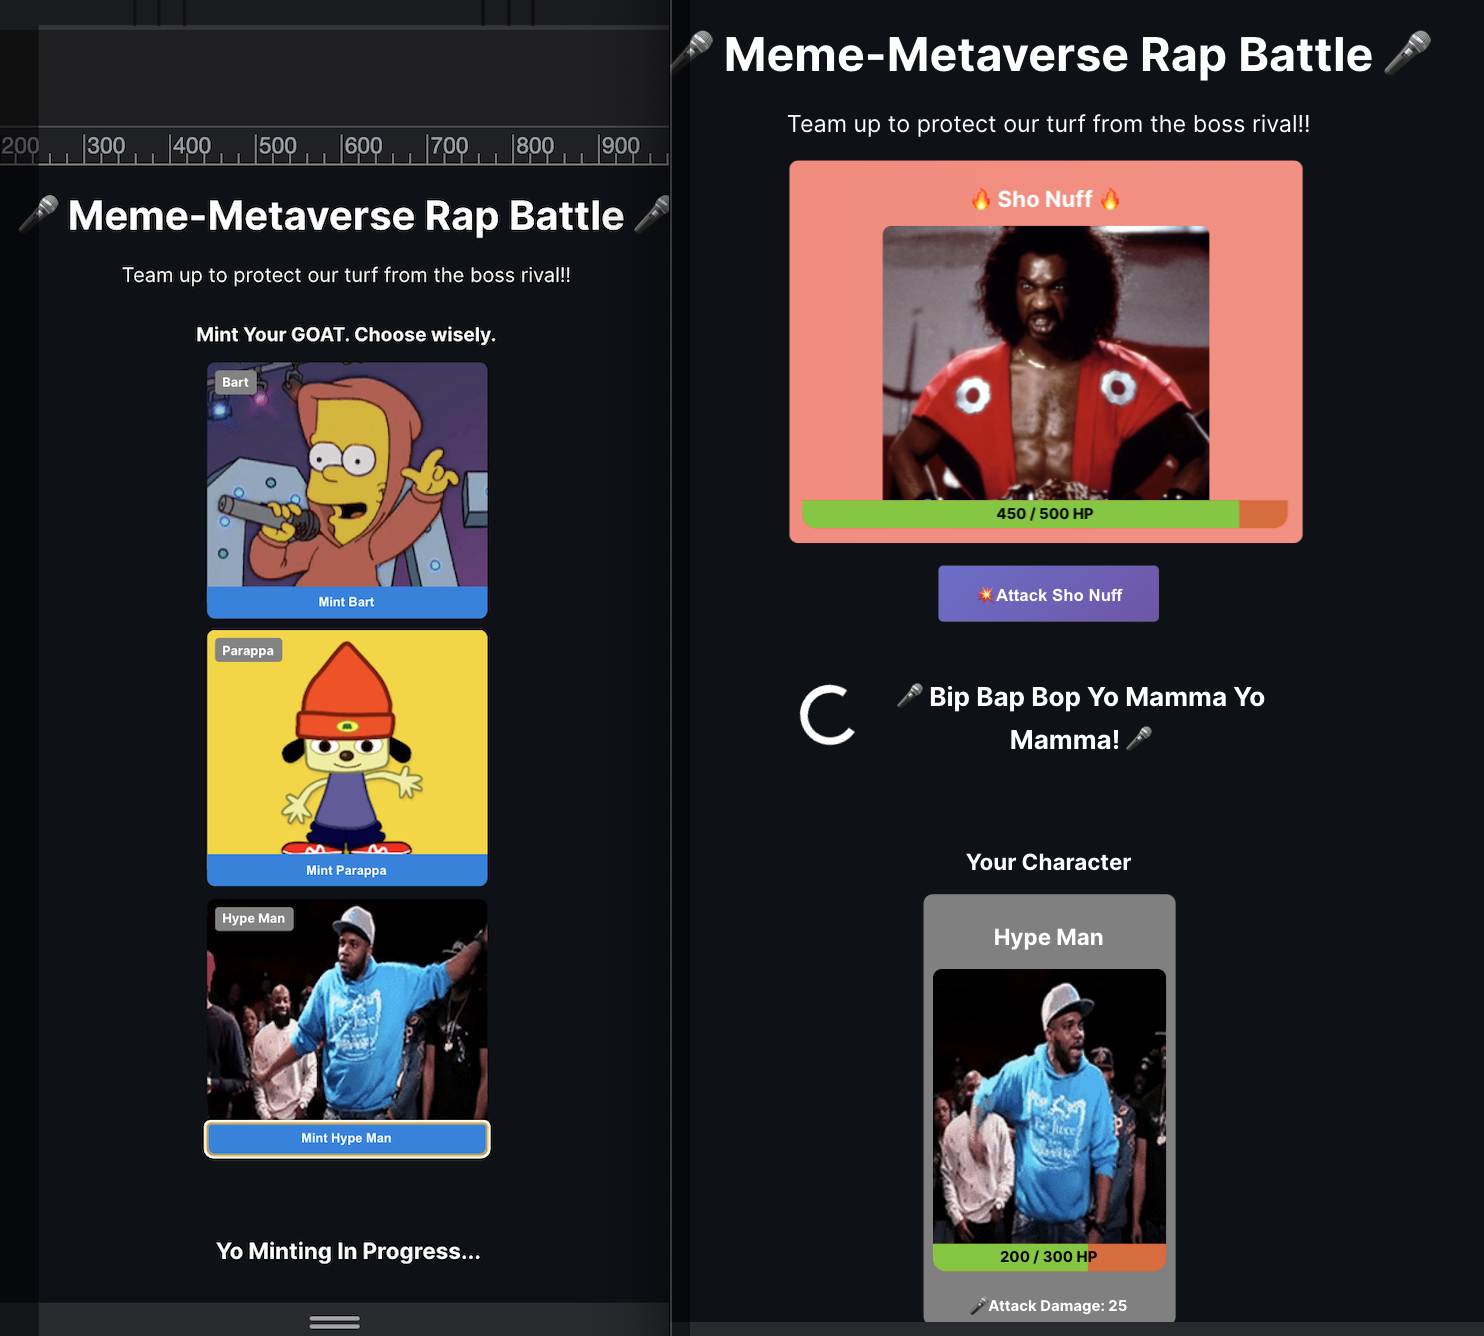 200 300 400 500 600 700 800 900
🎤 Meme-Metaverse Rap Battle 🎤
Team up to protect our turf from the boss rival!!
Mint Your GOAT. Choose wisely.
Bart
Mint Bart
Parappa
Mint Parappa
Hype Man
Mint Hype Man
Yo Minting In Progress...
🎤 Meme-Metaverse Rap Battle 🎤
Team up to protect our turf from the boss rival!!
🔥 Sho Nuff 🔥
450 / 500 HP
💥Attack Sho Nuff
🎤 Bip Bap Bop Yo Mamma Yo
Mamma! 🎤
Your Character
Hype Man
200 / 300 HP
🎤Attack Damage: 25